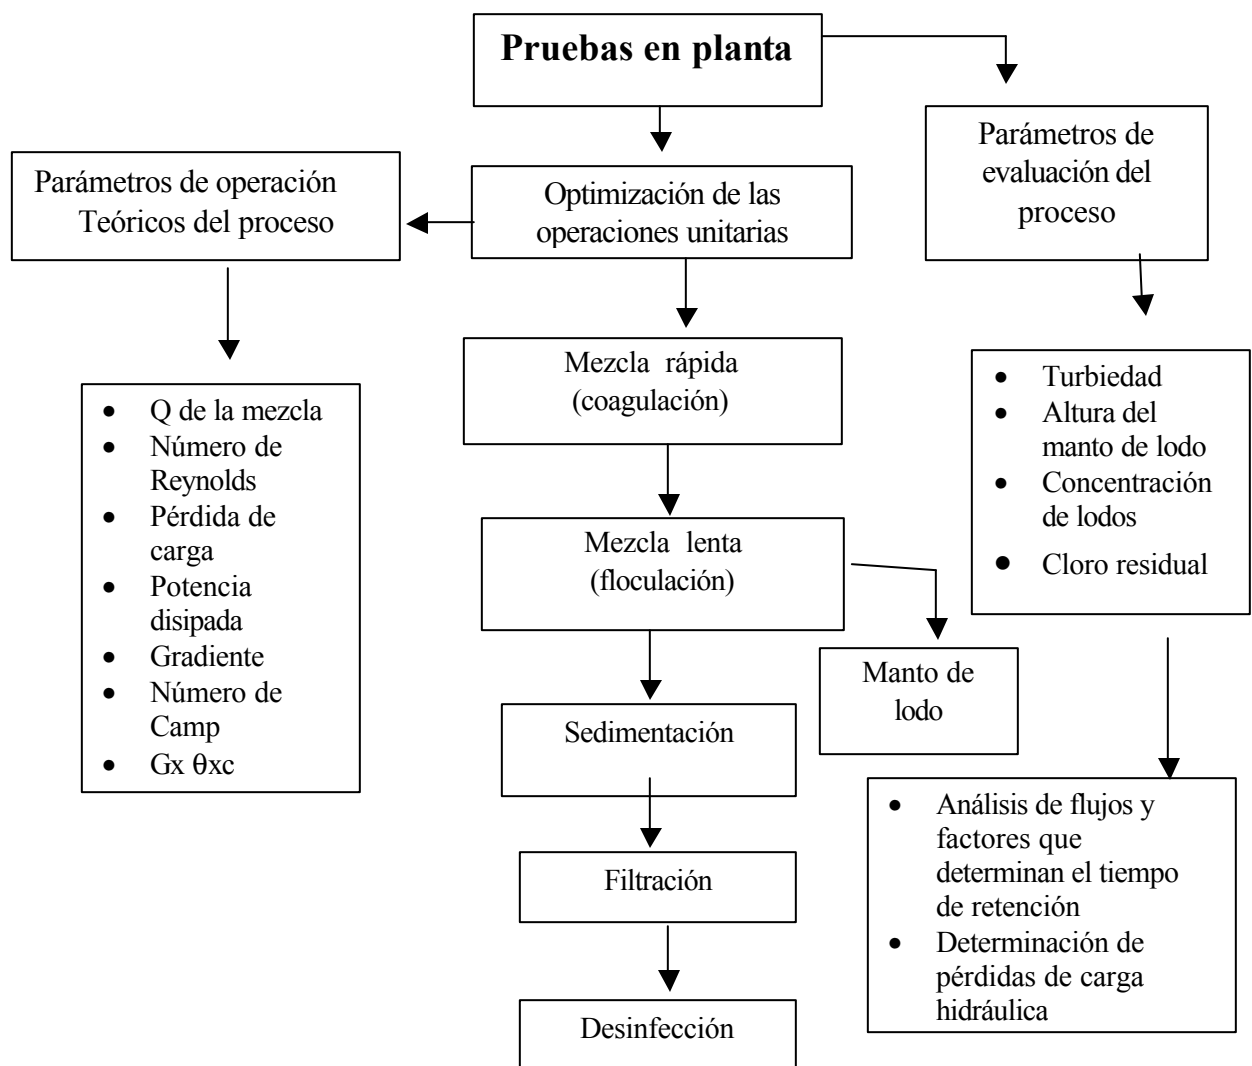 Pruebas en planta
Parámetros de
evaluación del
proceso
Parámetros de operación
Teóricos del proceso
Optimización de las
operaciones unitarias
Mezcla rápida
(coagulación)
• Turbiedad
• Altura del
manto de lodo
• Concentración
de lodos
• Cloro residual
• Q de la mezcla
• Número de
Reynolds
• Pérdida de
carga
• Potencia
disipada
• Gradiente
• Número de
Camp
• Gx θxc
Mezcla lenta
(floculación)
Manto de
lodo
Sedimentación
• Análisis de flujos y
factores que
determinan el tiempo
de retención
• Determinación de
pérdidas de carga
hidráulica
Filtración
Desinfección